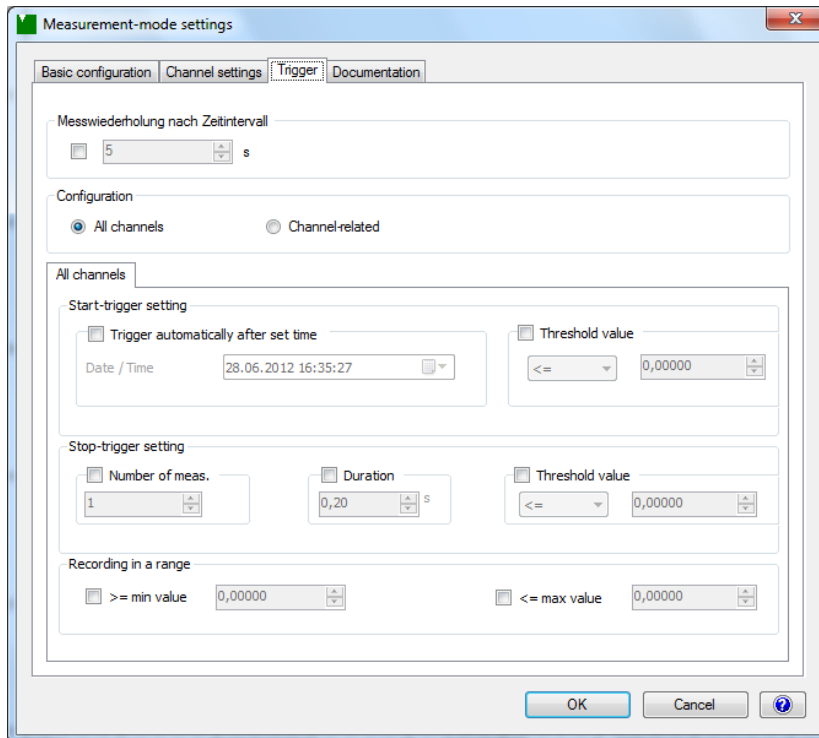 Measurement-mode settings
Basic configuration Channel settings Trigger Documentation
Messwiederholung nach Zeitintervall
5 s
Configuration
All channels Channel-related
All channels
Start-trigger setting
Trigger automatically after set time Threshold value
Date / Time 28.06.2012 16:35:27 <= 0,00000
Stop-trigger setting
Number of meas. Duration Threshold value
1 0,20 s <= 0,00000
Recording in a range
>= min value 0,00000 <= max value 0,00000
OK Cancel ?